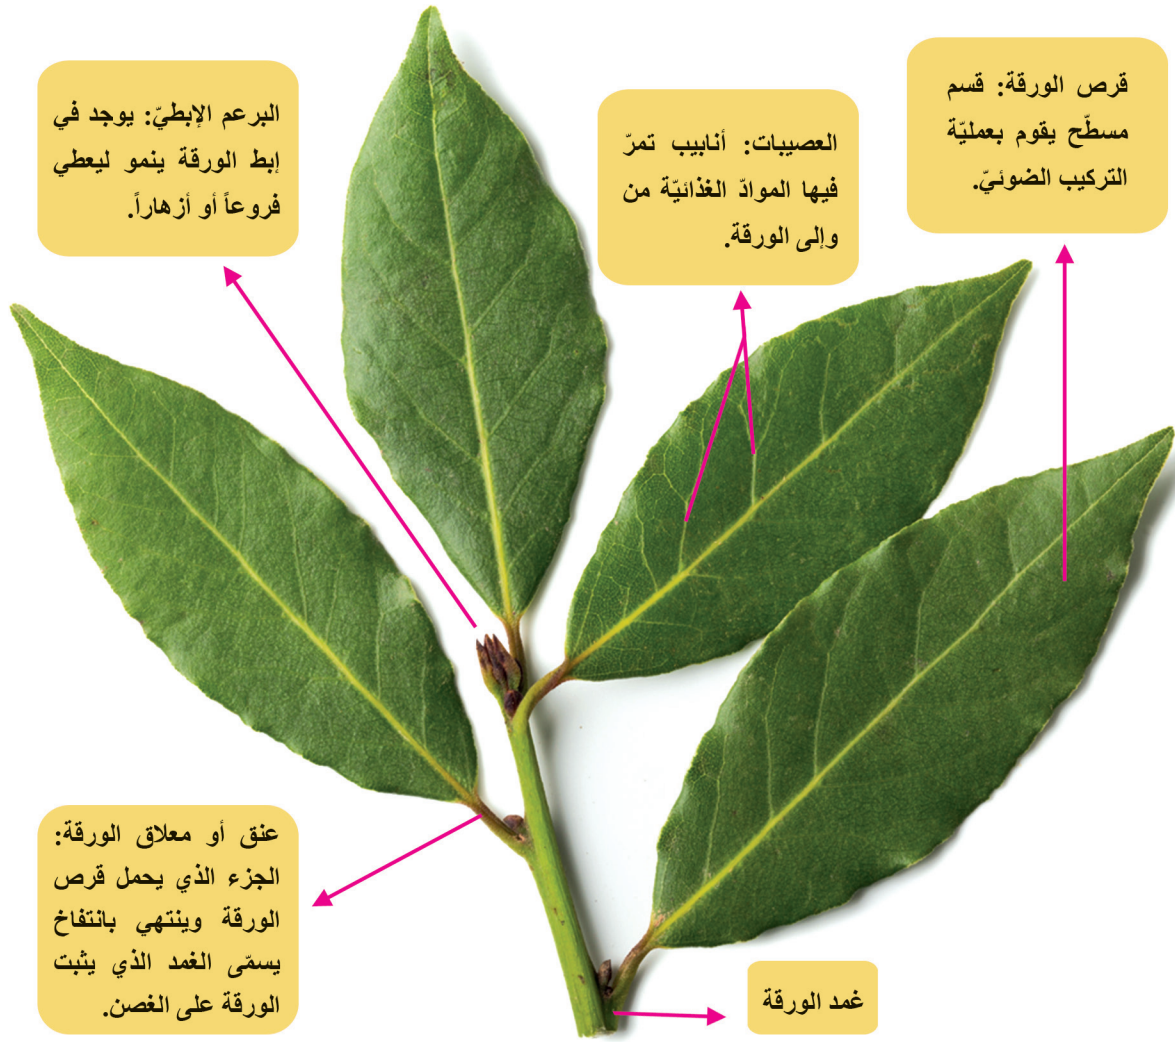 قرص الورقة: قسم
مسطّح يقوم بعمليّة
التركيب الضوئيّ.
العصيبات: أنابيب تمرّ
فيها الموادّ الغذائيّة من
وإلى الورقة.
البرعم الإبطيّ: يوجد في
إبط الورقة ينمو ليعطي
فروعاً أو أزهاراً.
عنق أو معلاق الورقة:
الجزء الذي يحمل قرص
الورقة وينتهي بانتفاخ
يسمّى الغمد الذي يثبت
الورقة على الغصن.
غمد الورقة